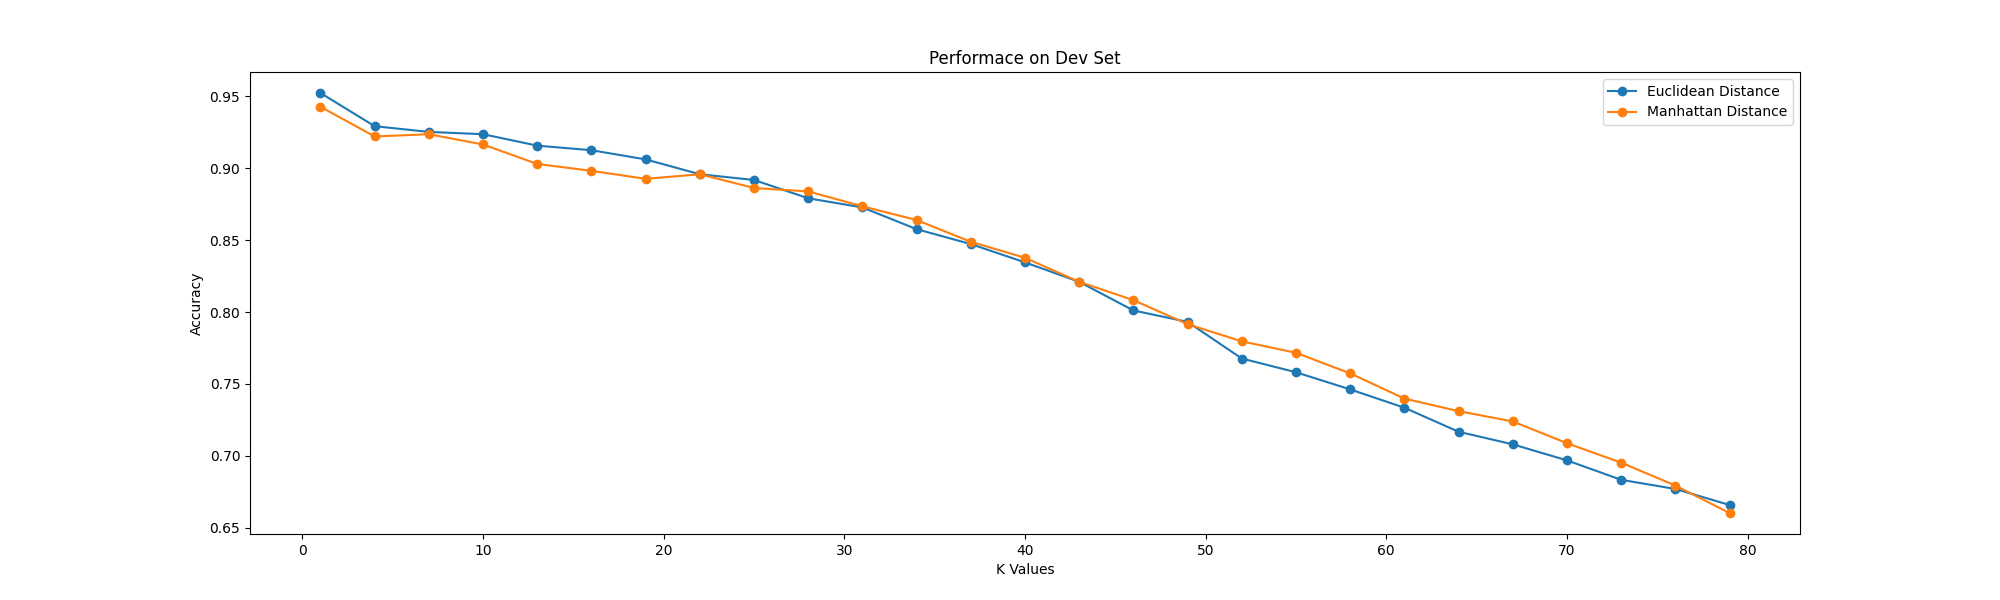 Performace on Dev Set
Euclidean Distance
Manhattan Distance
Accuracy
0.95
0.90
0.85
0.80
0.75
0.70
0.65
0 10 20 30 40 50 60 70 80
K Values